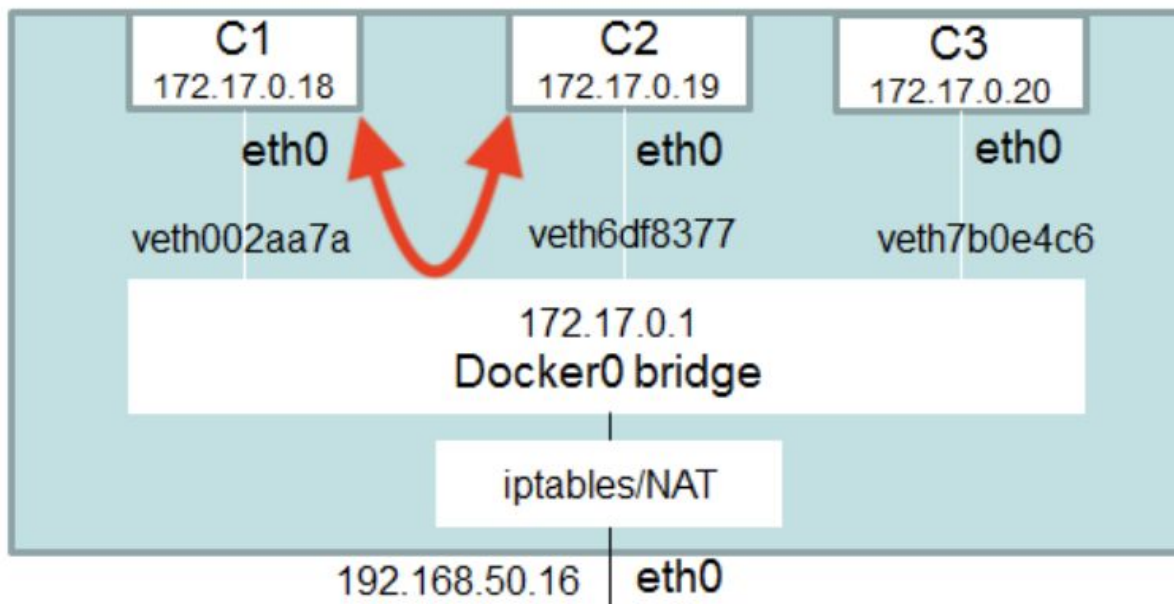 C1
172.17.0.18
C2
172.17.0.19
C3
172.17.0.20
eth0
eth0
eth0
veth002aa7a
veth6df8377
veth7b0e4c6
172.17.0.1
Docker0 bridge
iptables/NAT
192.168.50.16
eth0